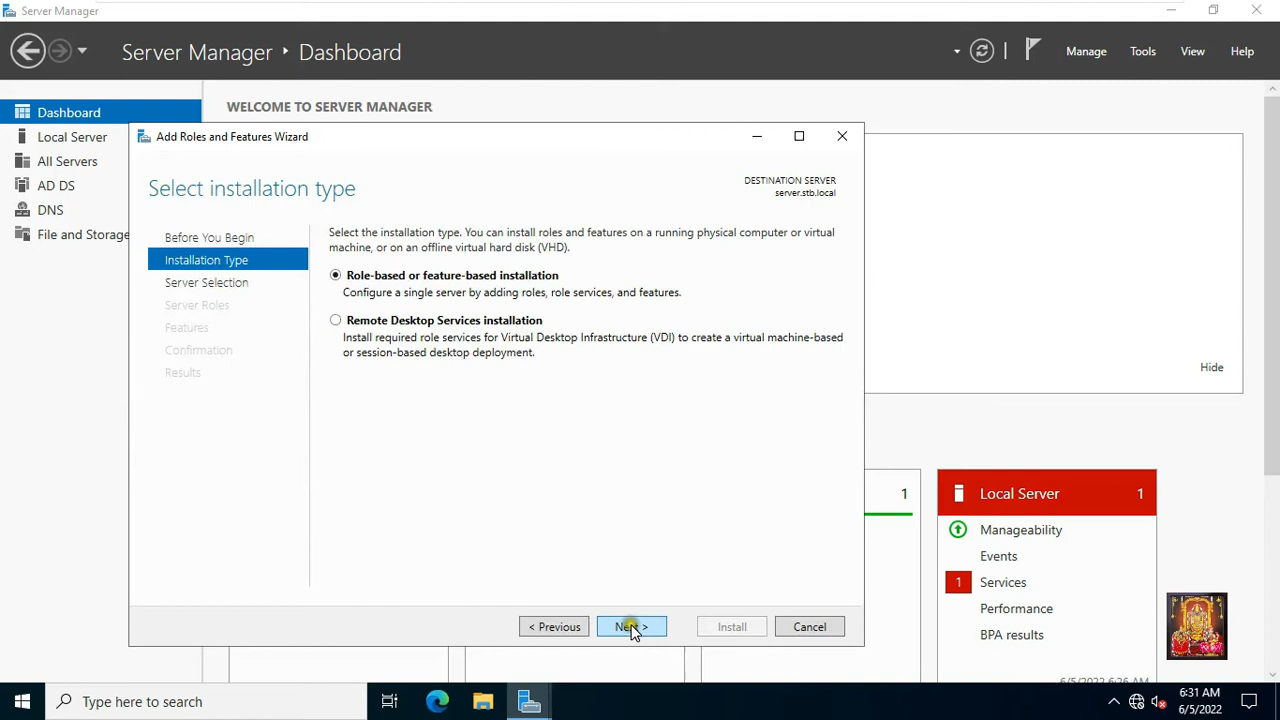 Server Manager
Server Manager • Dashboard
Manage Tools View Help
Dashboard
Local Server
All Servers
AD DS
DNS
File and Storage
WELCOME TO SERVER MANAGER
Add Roles and Features Wizard
Select installation type
DESTINATION SERVER
server.stb.local
Before You Begin
Installation Type
Server Selection
Server Roles
Features
Confirmation
Results
Select the installation type. You can install roles and features on a running physical computer or virtual
machine, or on an offline virtual hard disk (VHD).
Role-based or feature-based installation
Configure a single server by adding roles, role services, and features.
Remote Desktop Services installation
Install required role services for Virtual Desktop Infrastructure (VDI) to create a virtual machine-based
or session-based desktop deployment.
Hide
< Previous
Next >
Install
Cancel
1
Local Server 1
Manageability
Events
1 Services
Performance
BPA results
6/5/2022 6:26 AM
Type here to search
6:31 AM
6/5/2022